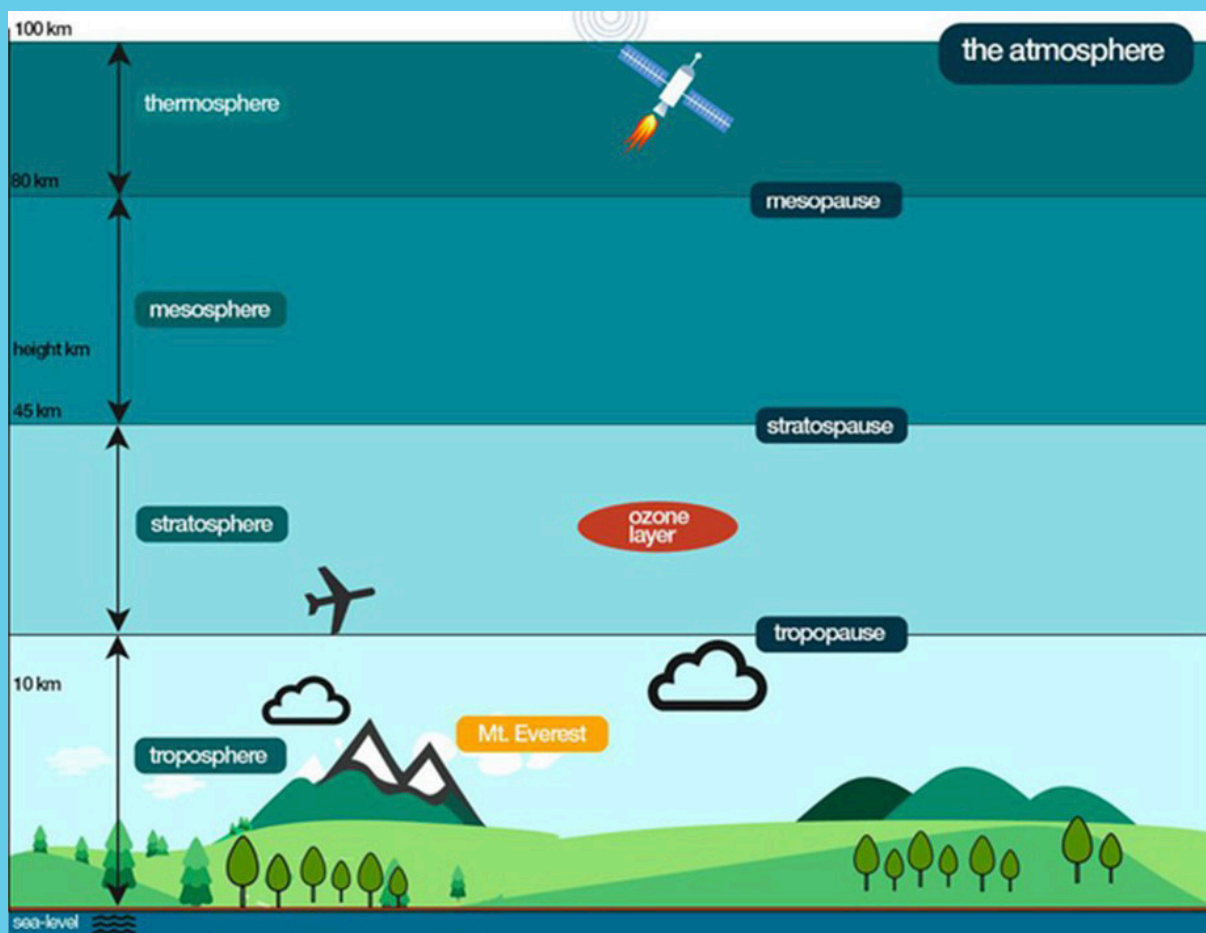 100 km
the atmosphere
thermosphere
80 km
mesopause
mesosphere
height km
45 km
stratospause
stratosphere
ozone
layer
tropopause
10 km
Mt. Everest
troposphere
sea-level